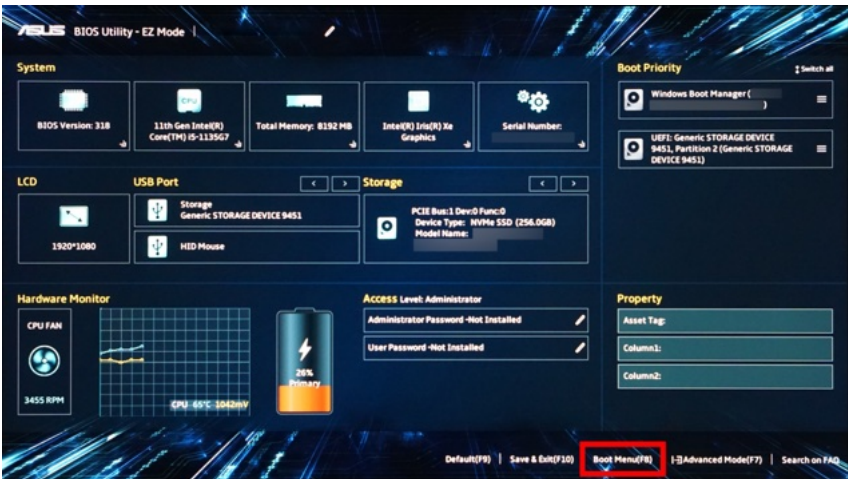 ASUS BIOS Utility - EZ Mode
System
BIOS Version: 318
CPU
11th Gen Intel(R)
Core(TM) i5-1135G7
Total Memory: 8192 MB
Intel(R) Iris(R) Xe
Graphics
Serial Number:
Boot Priority
Switch all
Windows Boot Manager (
)
UEFI: Generic STORAGE DEVICE
9451, Partition 2 (Generic STORAGE
DEVICE 9451)
LCD
1920*1080
USB Port
< >
Storage
Generic STORAGE DEVICE 9451
HID Mouse
Storage
< >
PCIE Bus:1 Dev:0 Func:0
Device Type: NVMe SSD (256.0GB)
Model Name:
Hardware Monitor
CPU FAN
3455 RPM
CPU 65°C 1042mV
26%
Primary
Access Level: Administrator
Administrator Password -Not Installed
User Password -Not Installed
Property
Asset Tag:
Column1:
Column2:
Default(F9) | Save & Exit(F10) | Boot Menu(F8) | Advanced Mode(F7) | Search on FAQ